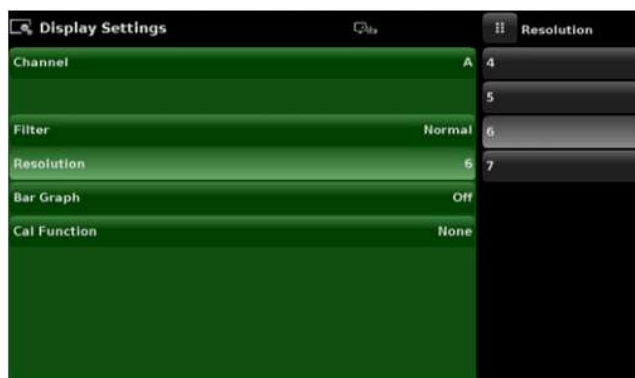 Display Settings
Channel A
Filter Normal
Resolution 6
Bar Graph Off
Cal Function None
Resolution
4
5
6
7